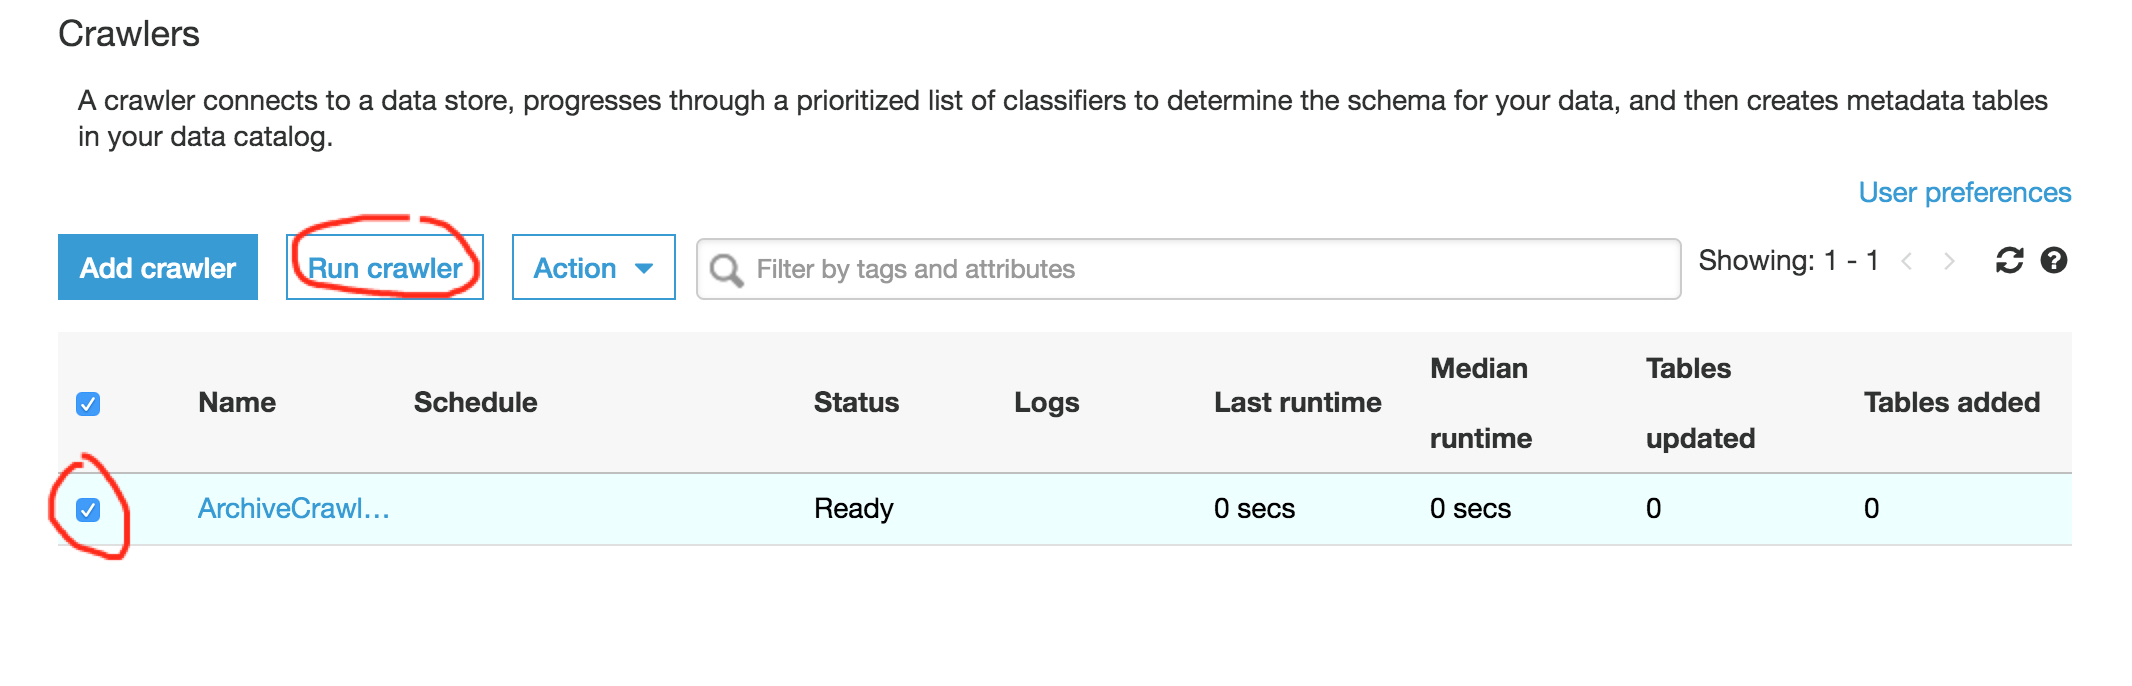 Crawlers
A crawler connects to a data store, progresses through a prioritized list of classifiers to determine the schema for your data, and then creates metadata tables
in your data catalog.
User preferences
Add crawler Run crawler Action Filter by tags and attributes Showing: 1 - 1
Name Schedule Status Logs Last runtime Median runtime Tables updated Tables added
ArchiveCrawl... Ready 0 secs 0 secs 0 0